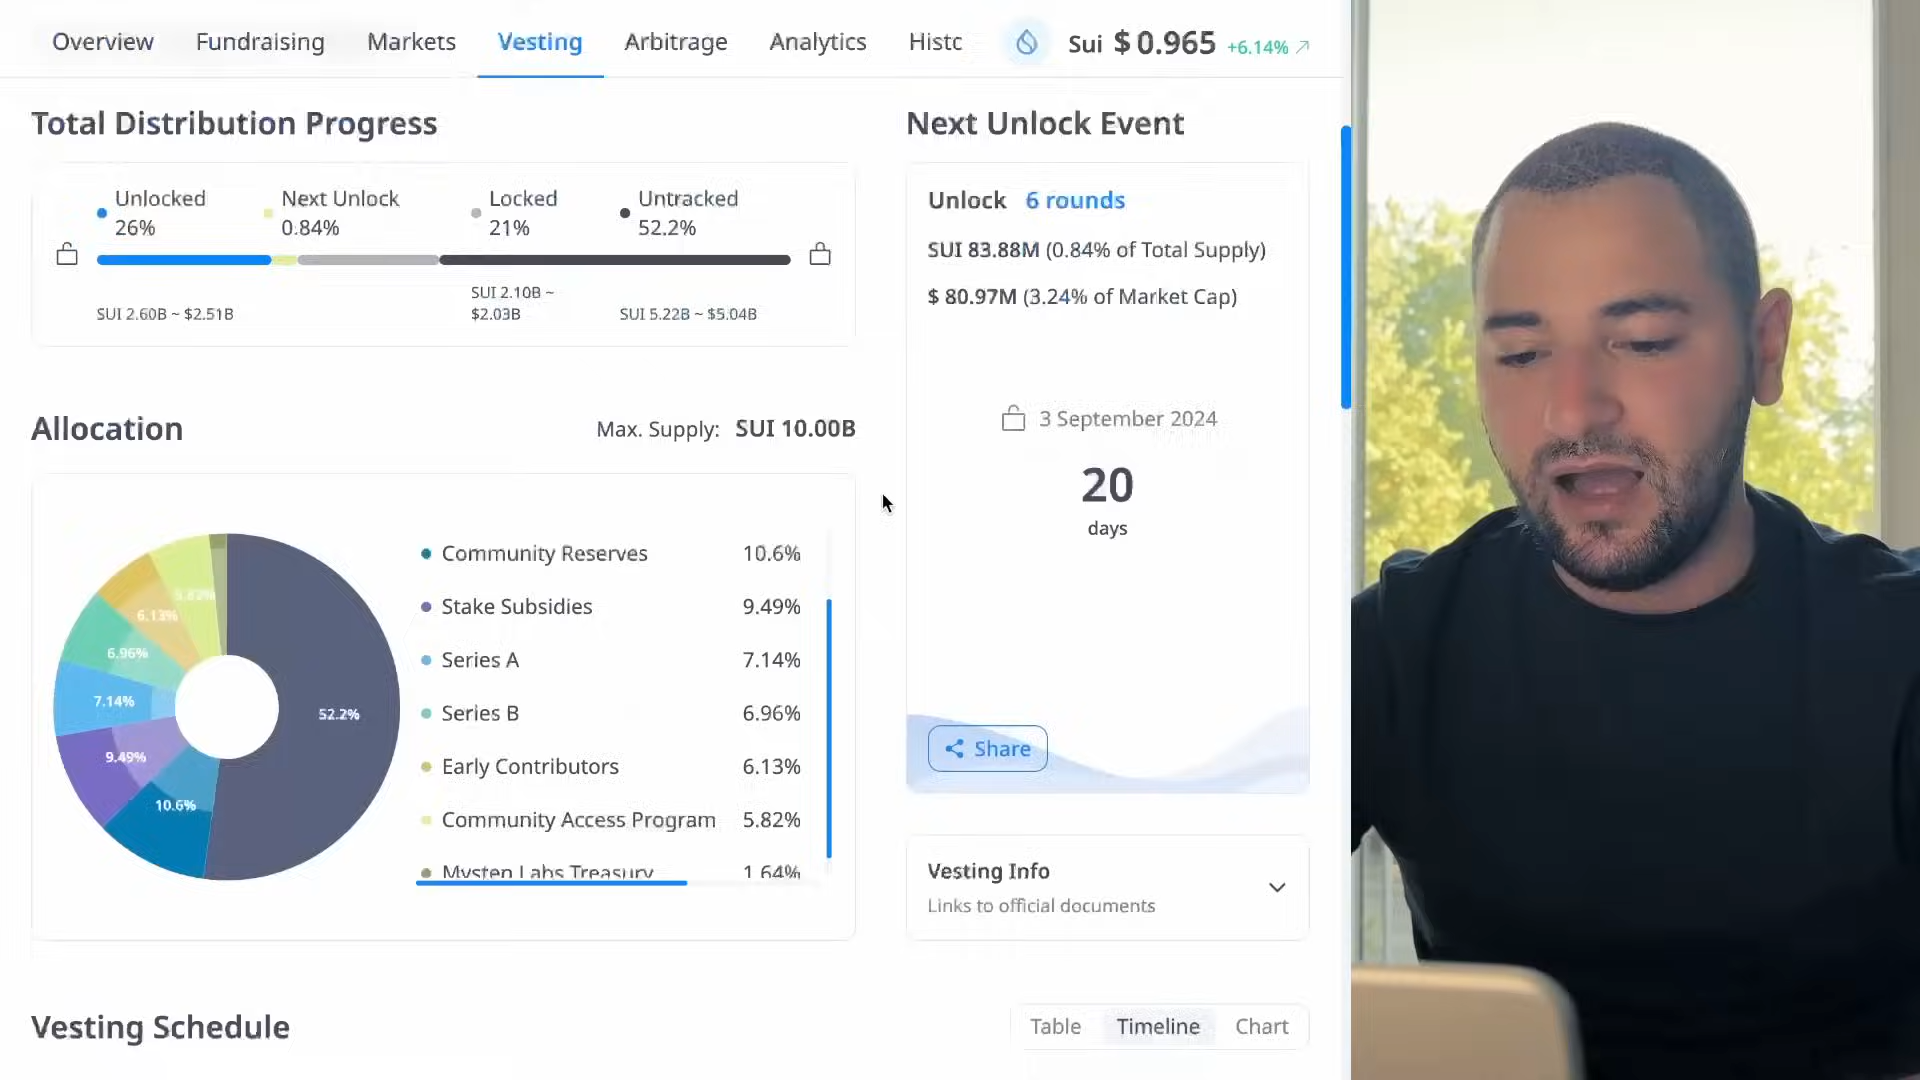 Overview Fundraising Markets Vesting Arbitrage Analytics Histc Sui $ 0.965 +6.14%
Total Distribution Progress
Unlocked Next Unlock Locked Untracked
26% 0.84% 21% 52.2%
SUI 2.60B ~ $2.51B
SUI 2.10B ~
$2.03B
SUI 5.22B ~ $5.04B
Next Unlock Event
Unlock 6 rounds
SUI 83.88M (0.84% of Total Supply)
$ 80.97M (3.24% of Market Cap)
3 September 2024
20
days
Share
Vesting Info
Links to official documents
Allocation
Max. Supply: SUI 10.00B
5.82%
6.13%
6.96%
7.14%
9.49%
10.6%
52.2%
Community Reserves 10.6%
Stake Subsidies 9.49%
Series A 7.14%
Series B 6.96%
Early Contributors 6.13%
Community Access Program 5.82%
Mysten Labs Treasury 1.64%
Vesting Schedule
Table Timeline Chart